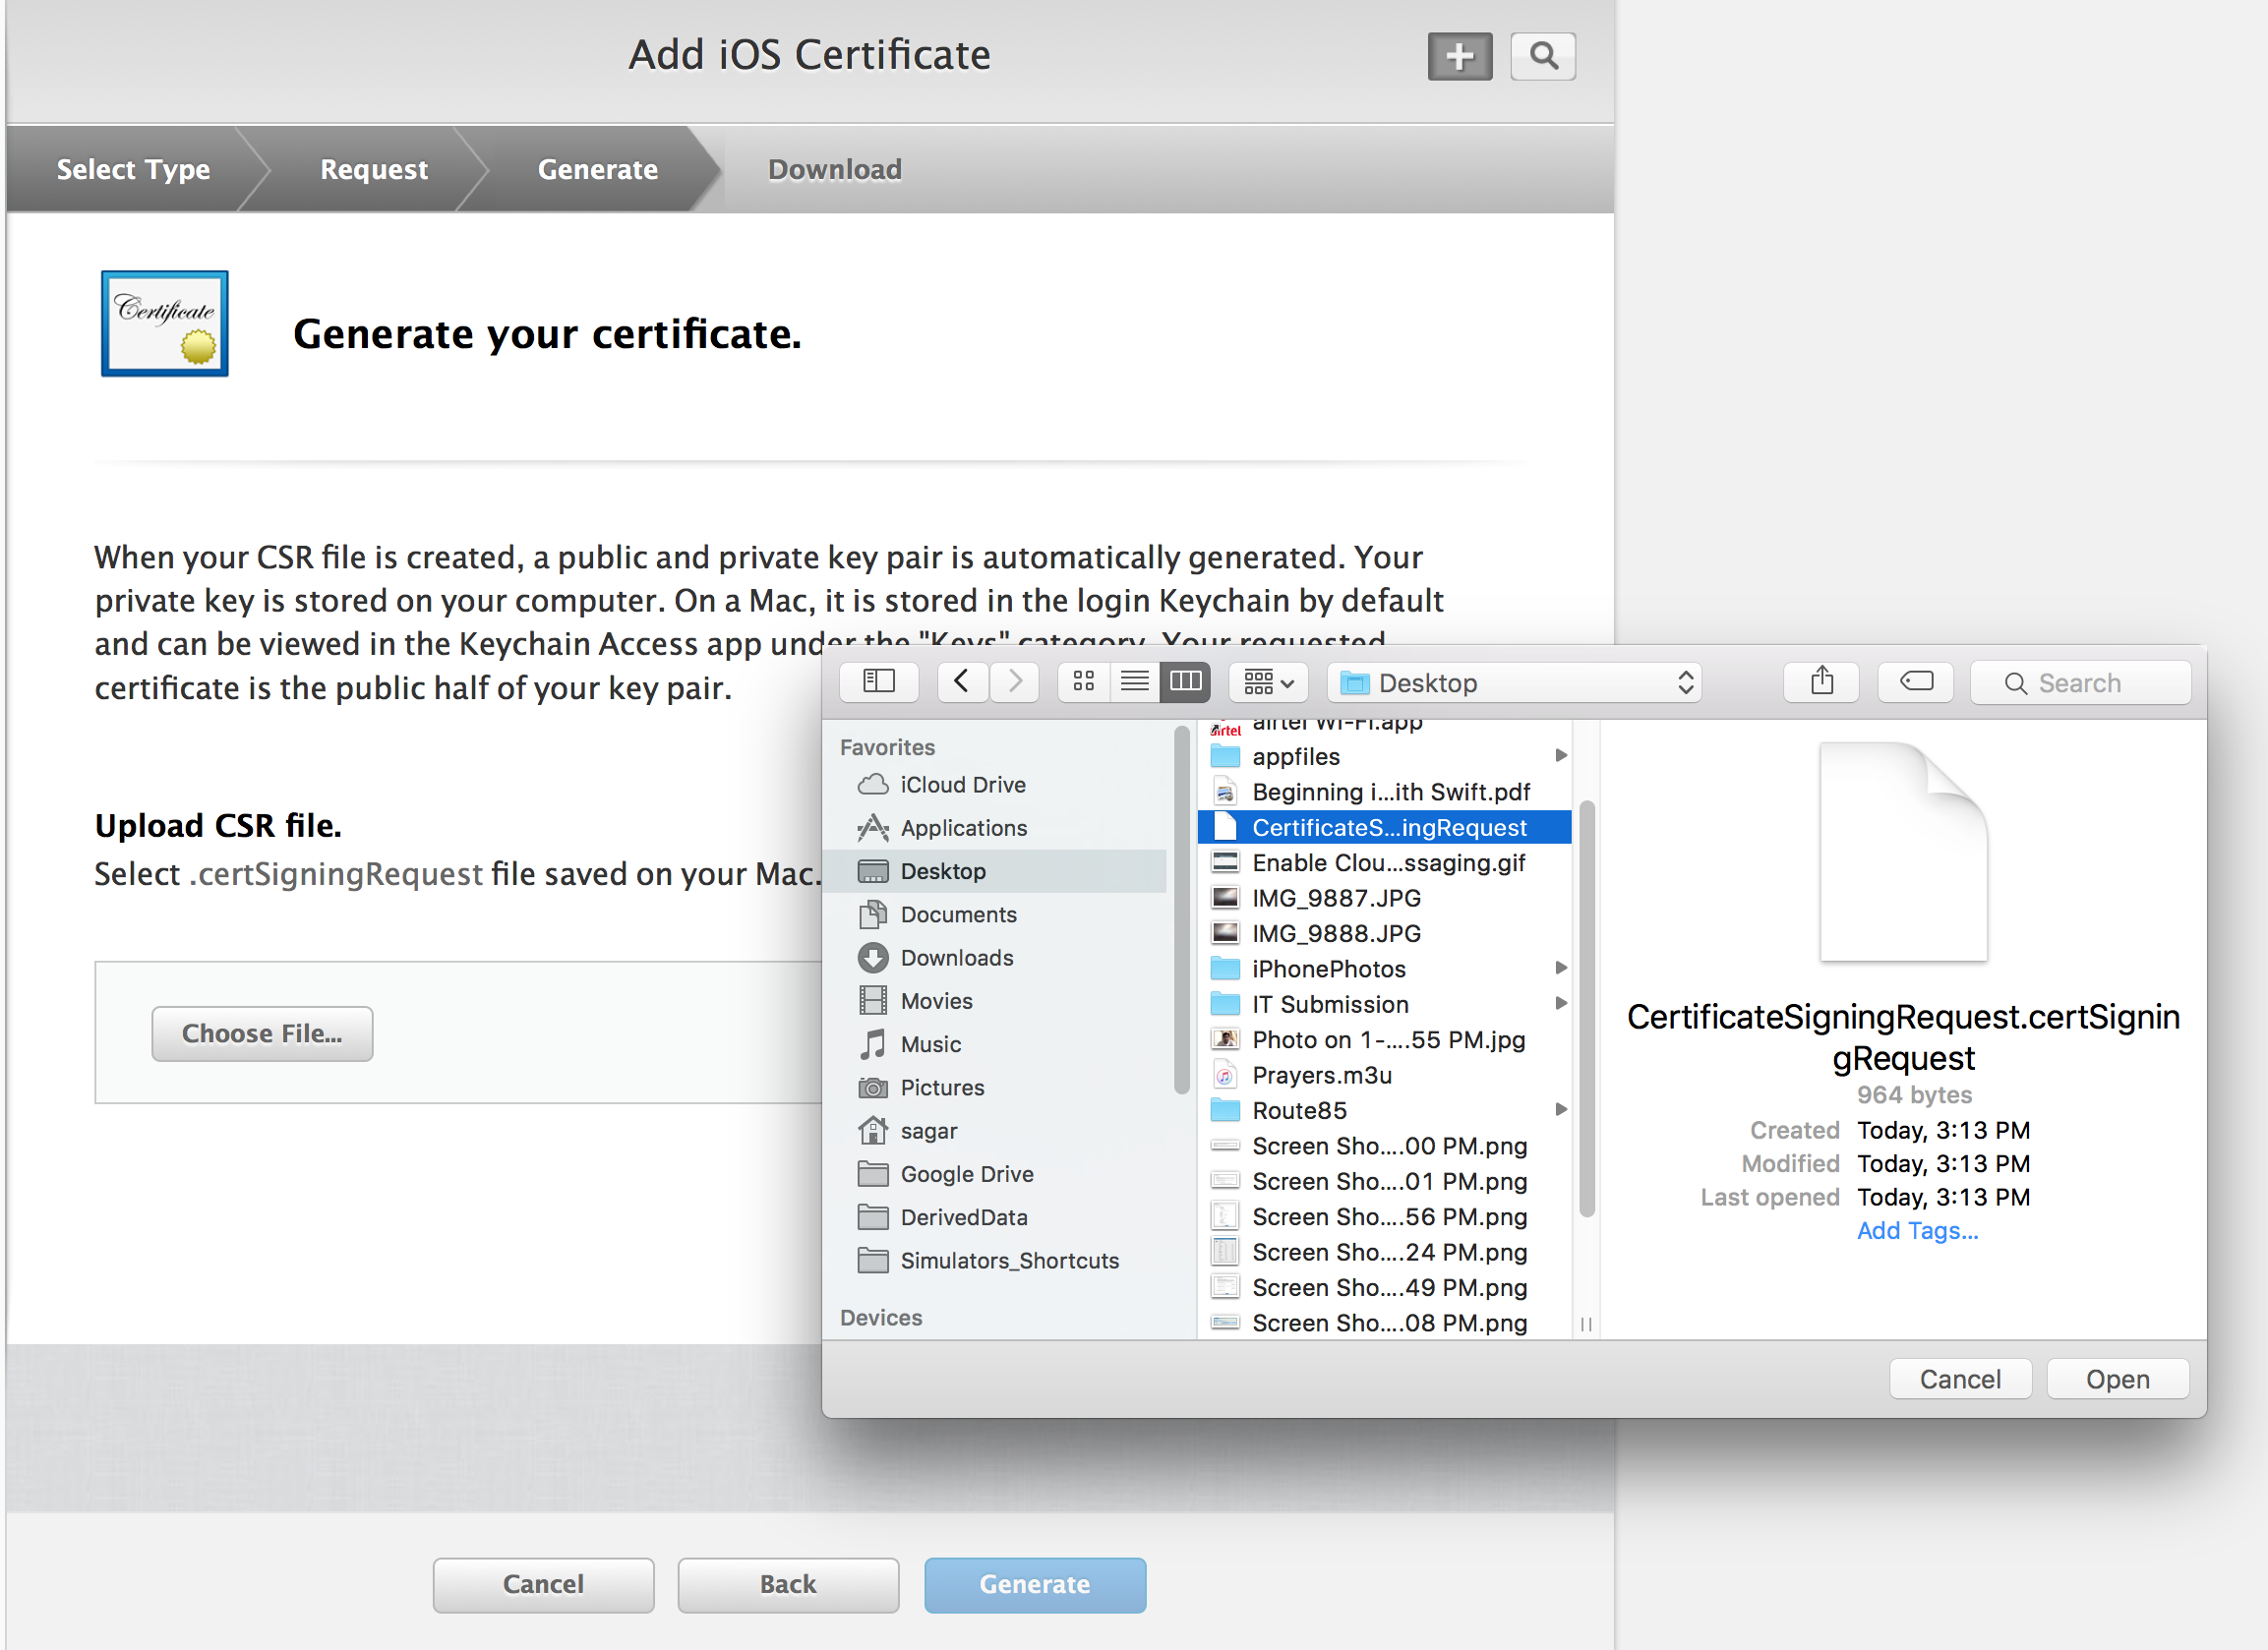 Add iOS Certificate
Select Type
Request
Generate
Download
Certificate
Generate your certificate.
When your CSR file is created, a public and private key pair is automatically generated. Your
private key is stored on your computer. On a Mac, it is stored in the login Keychain by default
and can be viewed in the Keychain Access app under the "Keys" category. Your requested
certificate is the public half of your key pair.
Upload CSR file.
Select .certSigningRequest file saved on your Mac.
Choose File...
Desktop
Search
Favorites
iCloud Drive
Applications
Desktop
Documents
Downloads
Movies
Music
Pictures
sagar
Google Drive
DerivedData
Simulators_Shortcuts
Devices
airtel Wi-Fi.app
appfiles
Beginning i...ith Swift.pdf
CertificateS...ingRequest
Enable Clou...ssaging.gif
IMG_9887.JPG
IMG_9888.JPG
iPhonePhotos
IT Submission
Photo on 1-....55 PM.jpg
Prayers.m3u
Route85
Screen Sho....00 PM.png
Screen Sho....01 PM.png
Screen Sho....56 PM.png
Screen Sho....24 PM.png
Screen Sho....49 PM.png
Screen Sho....08 PM.png
CertificateSigningRequest.certSignin
gRequest
964 bytes
Created Today, 3:13 PM
Modified Today, 3:13 PM
Last opened Today, 3:13 PM
Add Tags...
Cancel
Open
Cancel
Back
Generate